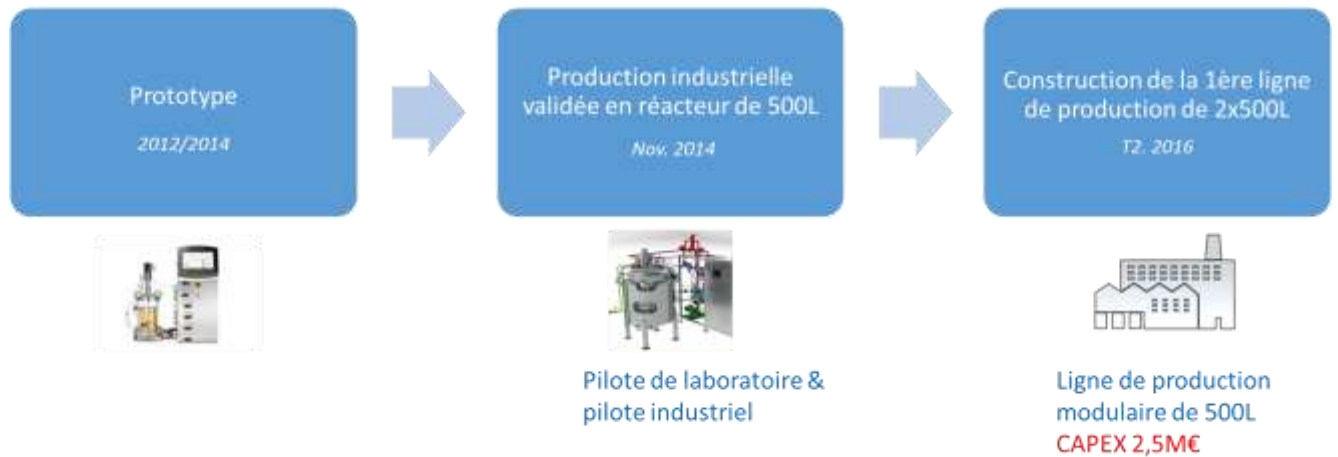 Prototype
2012/2014
Production industrielle
validée en réacteur de 500L
Nov. 2014
Construction de la 1ère ligne
de production de 2x500L
T2. 2016
Pilote de laboratoire &
pilote industriel
Ligne de production
modulaire de 500L
CAPEX 2,5M€